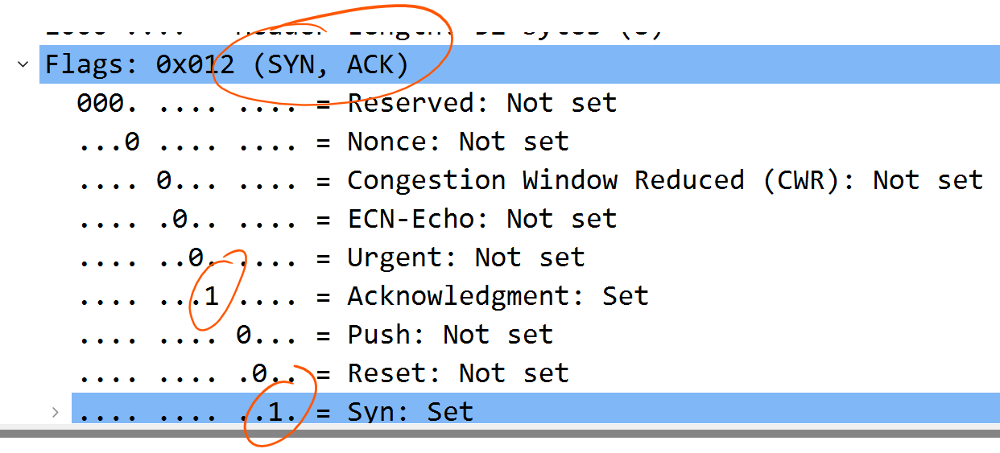 Flags: 0x012 (SYN, ACK)
000. .... .... = Reserved: Not set
...0 .... .... = Nonce: Not set
.... 0... .... = Congestion Window Reduced (CWR): Not set
.... .0.. .... = ECN-Echo: Not set
.... ..0. .... = Urgent: Not set
.... ...1 .... = Acknowledgment: Set
.... .... 0... = Push: Not set
.... .... .0.. = Reset: Not set
.... .... ..1. = Syn: Set